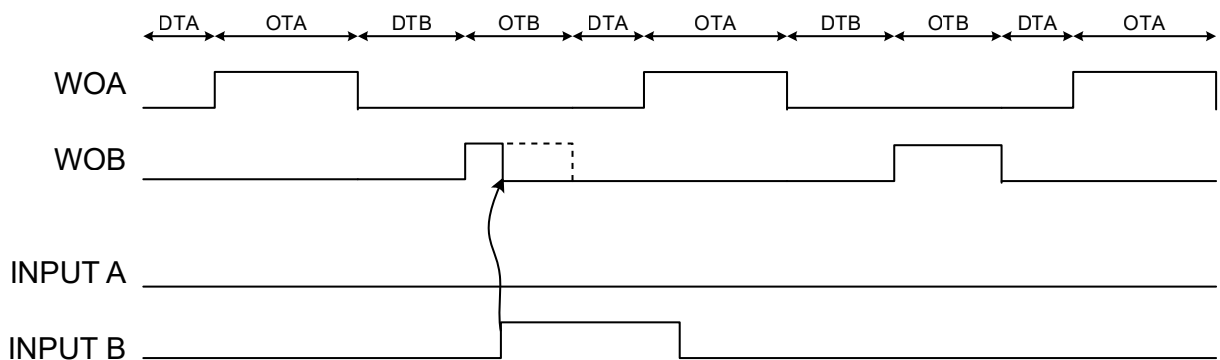 DTA OTA DTB OTB DTA OTA DTB OTB DTA OTA
WOA
WOB
INPUT A
INPUT B